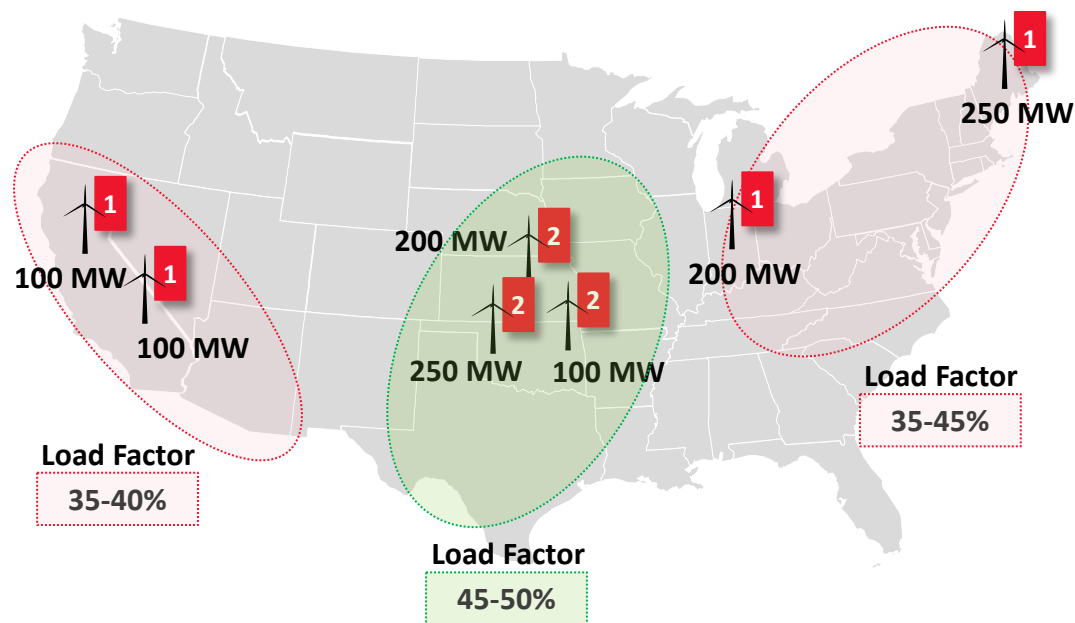 1
250 MW
1
200 MW
1
100 MW
1
100 MW
2
200 MW
2
250 MW
2
100 MW
Load Factor
35-45%
Load Factor
35-40%
Load Factor
45-50%